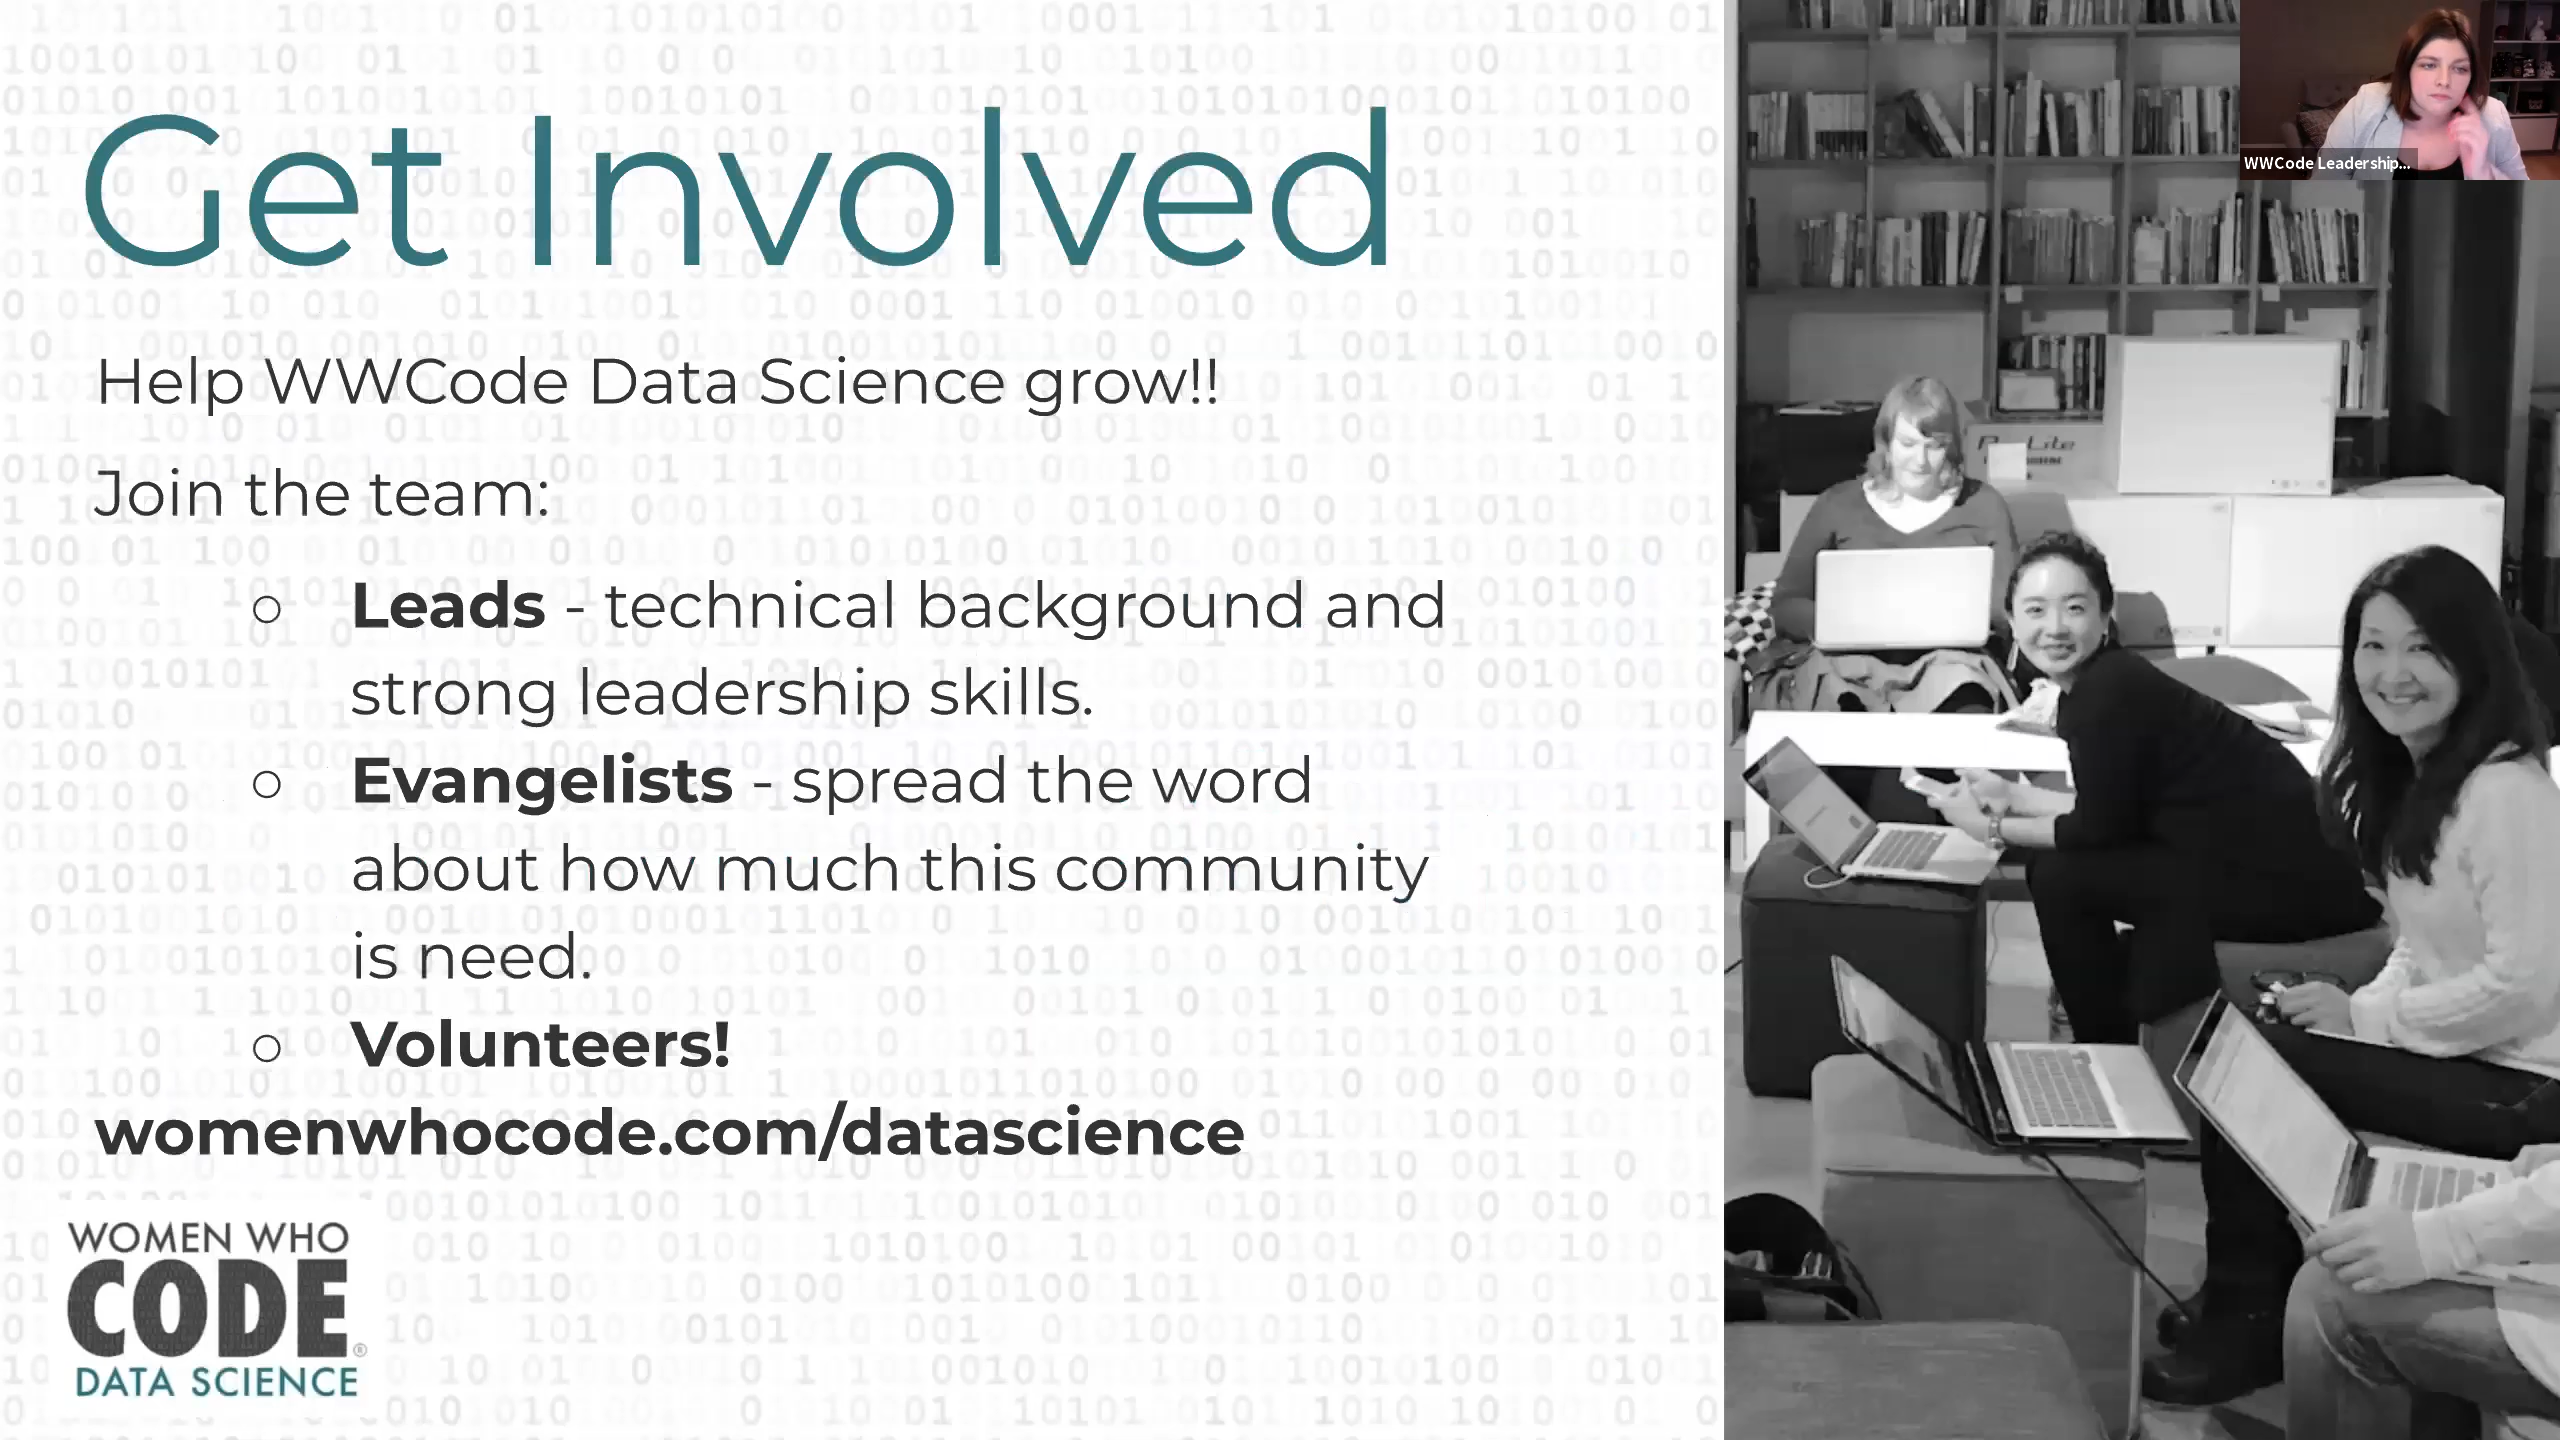 Get Involved
WWCode Leadership...
Help WWCode Data Science grow!!
Join the team:
○ Leads - technical background and
strong leadership skills.
○ Evangelists - spread the word
about how much this community
is need.
○ Volunteers!
womenwhocode.com/datascience
WOMEN WHO
CODE®
DATA SCIENCE